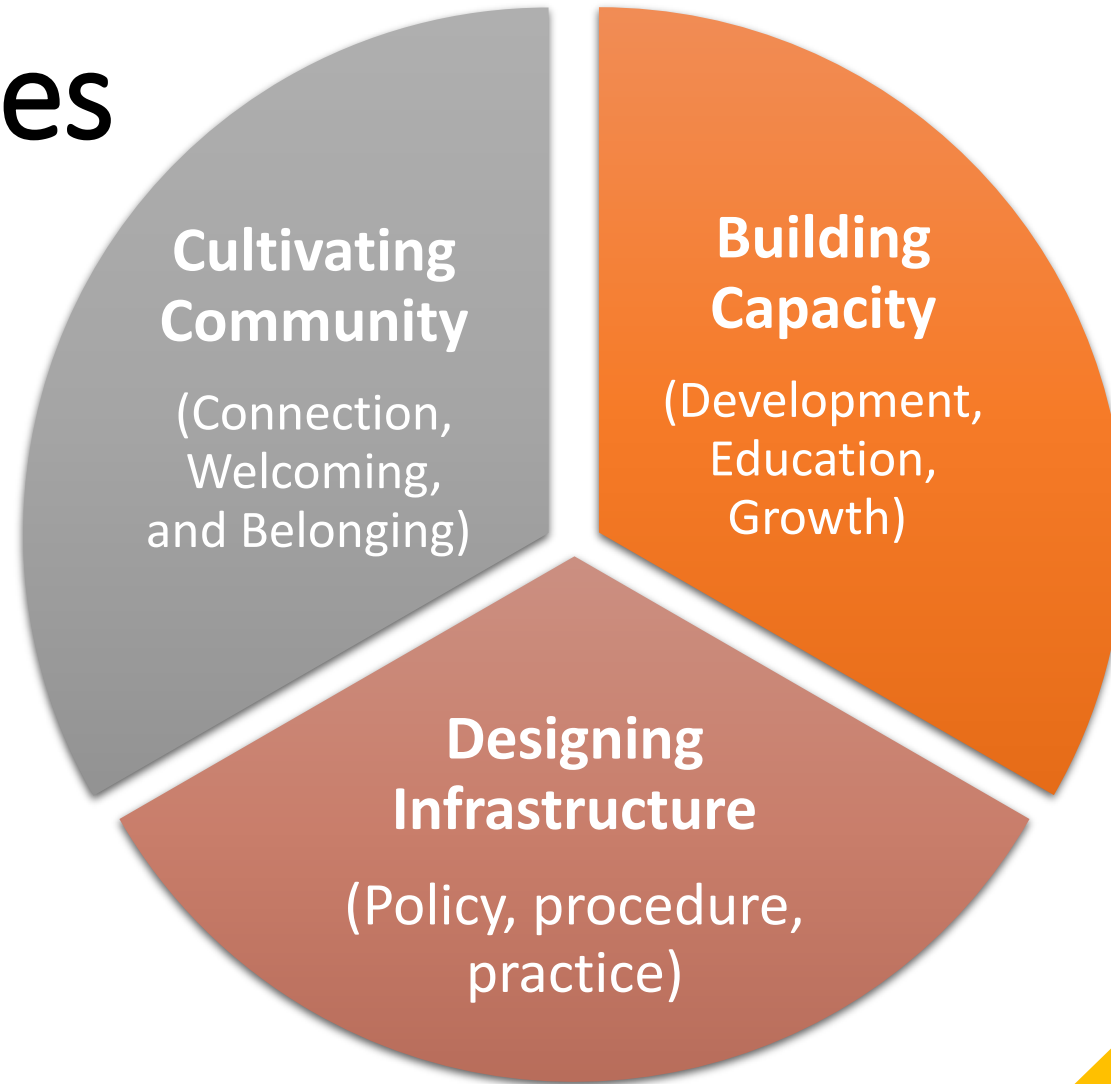 es
Cultivating
Community
(Connection,
Welcoming,
and Belonging)
Building
Capacity
(Development,
Education,
Growth)
Designing
Infrastructure
(Policy, procedure,
practice)